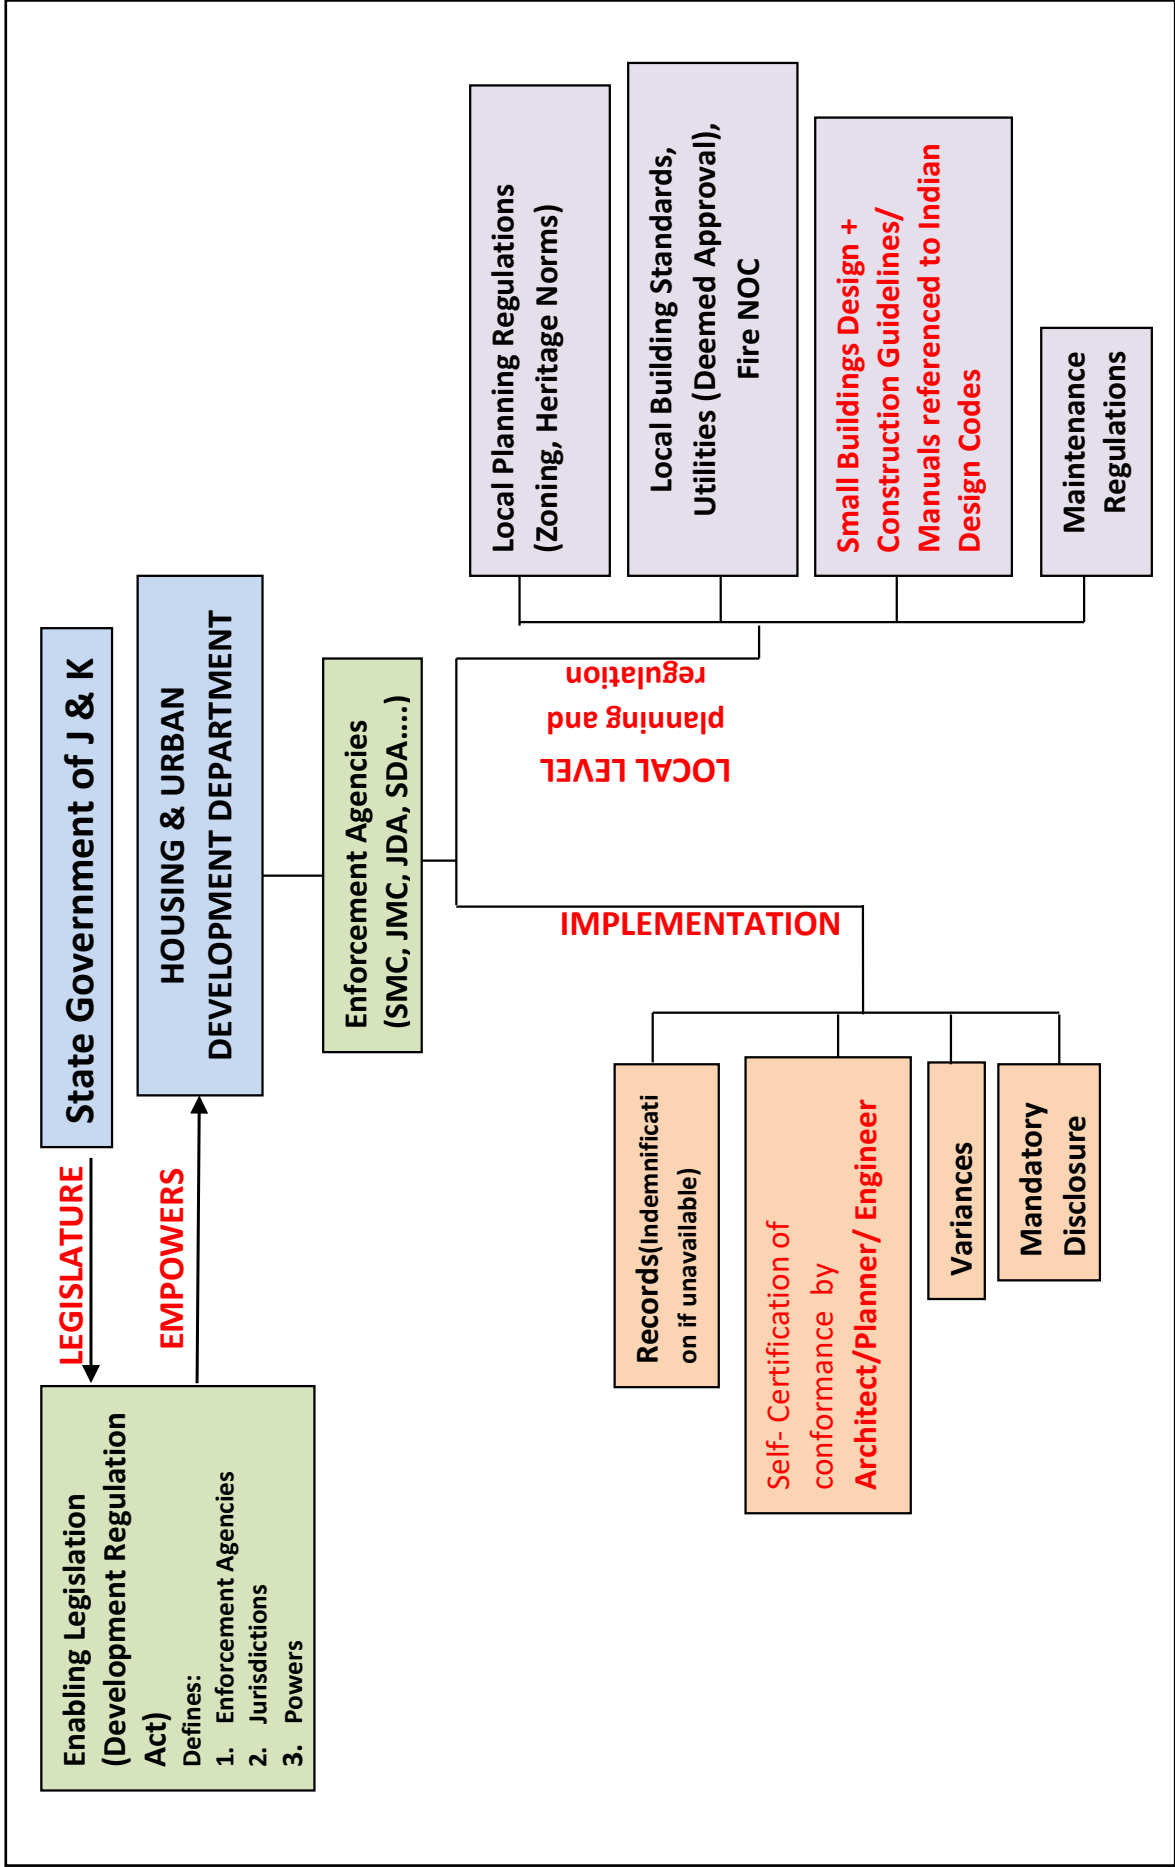 State Government of J & K
LEGISLATURE
Enabling Legislation
(Development Regulation
Act)
Defines:
1. Enforcement Agencies
2. Jurisdictions
3. Powers
EMPOWERS
HOUSING & URBAN
DEVELOPMENT DEPARTMENT
Enforcement Agencies
(SMC, JMC, JDA, SDA....)
IMPLEMENTATION
LOCAL LEVEL
planning and
regulation
Records(Indemnificati
on if unavailable)
Self- Certification of
conformance by
Architect/Planner/ Engineer
Variances
Mandatory
Disclosure
Local Planning Regulations
(Zoning, Heritage Norms)
Local Building Standards,
Utilities (Deemed Approval),
Fire NOC
Small Buildings Design +
Construction Guidelines/
Manuals referenced to Indian
Design Codes
Maintenance
Regulations